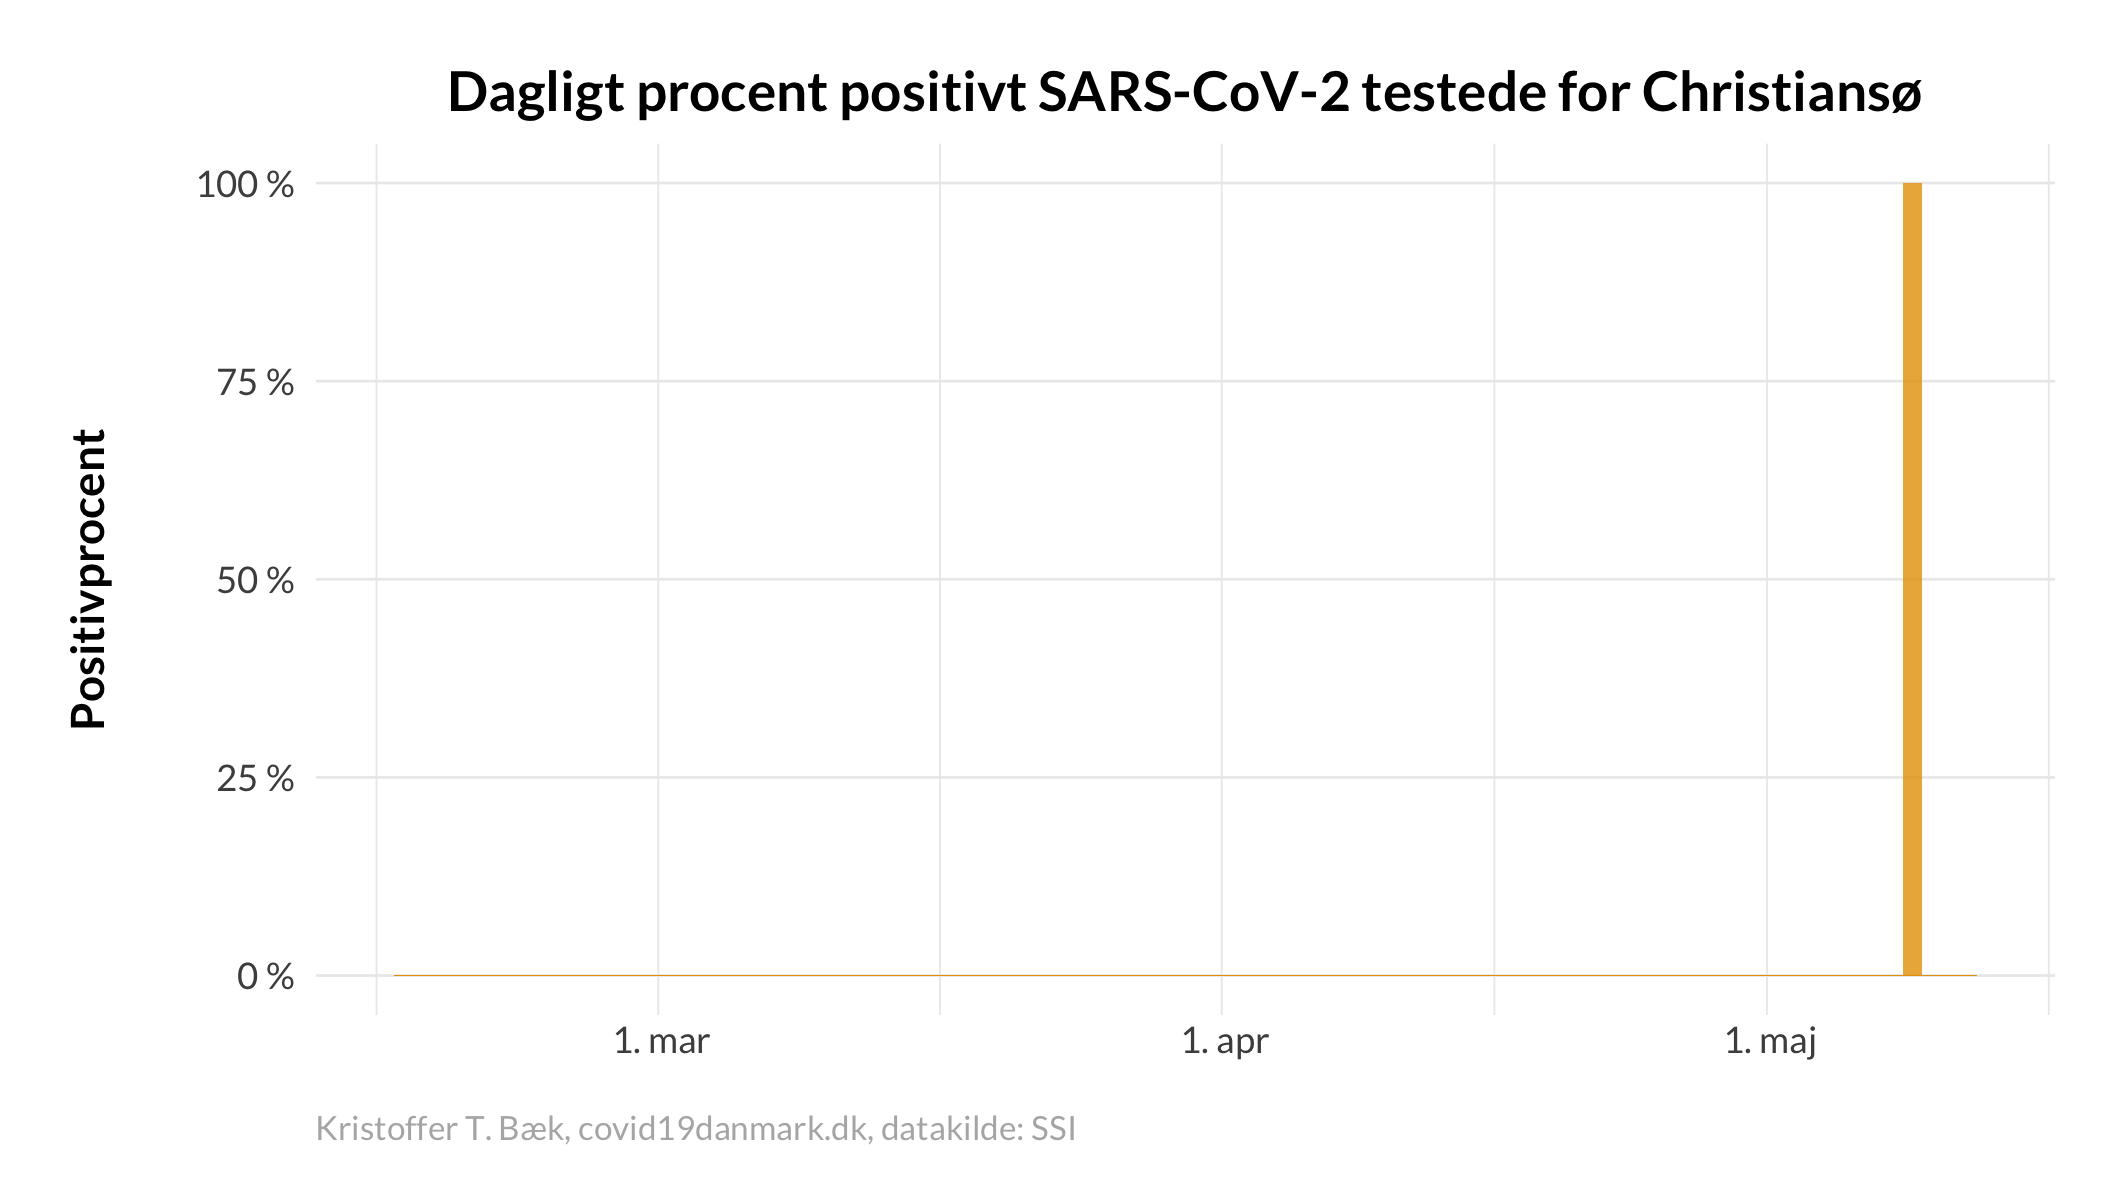 Dagligt procent positivt SARS-CoV-2 testede for Christiansø
Positivprocent
100 %
75 %
50 %
25 %
0 %
1. mar
1. apr
1. maj
Kristoffer T. Bæk, covid19danmark.dk, datakilde: SSI